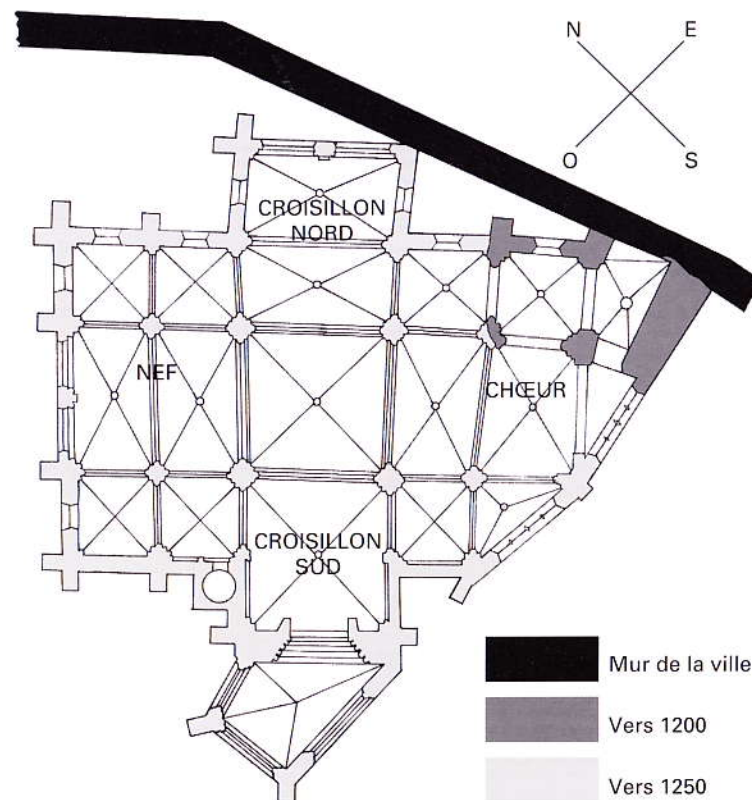 N E
O S
CROISILLON
NORD
NEF
CHŒUR
CROISILLON
SUD
Mur de la ville
Vers 1200
Vers 1250